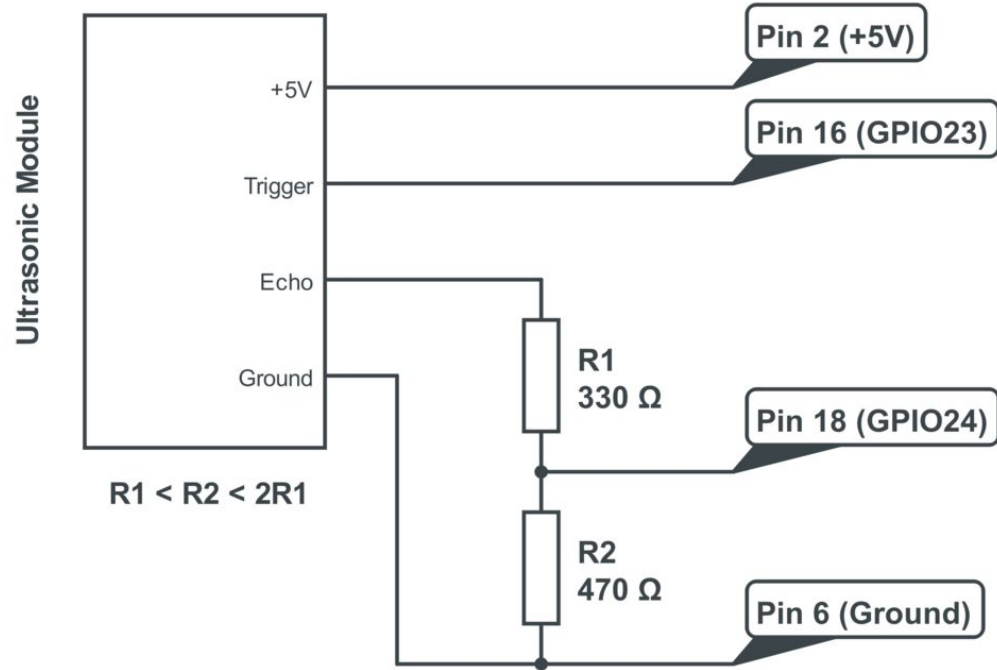 Ultrasonic Module
+5V
Trigger
Echo
Ground
R1 < R2 < 2R1
R1
330 Ω
R2
470 Ω
Pin 2 (+5V)
Pin 16 (GPIO23)
Pin 18 (GPIO24)
Pin 6 (Ground)